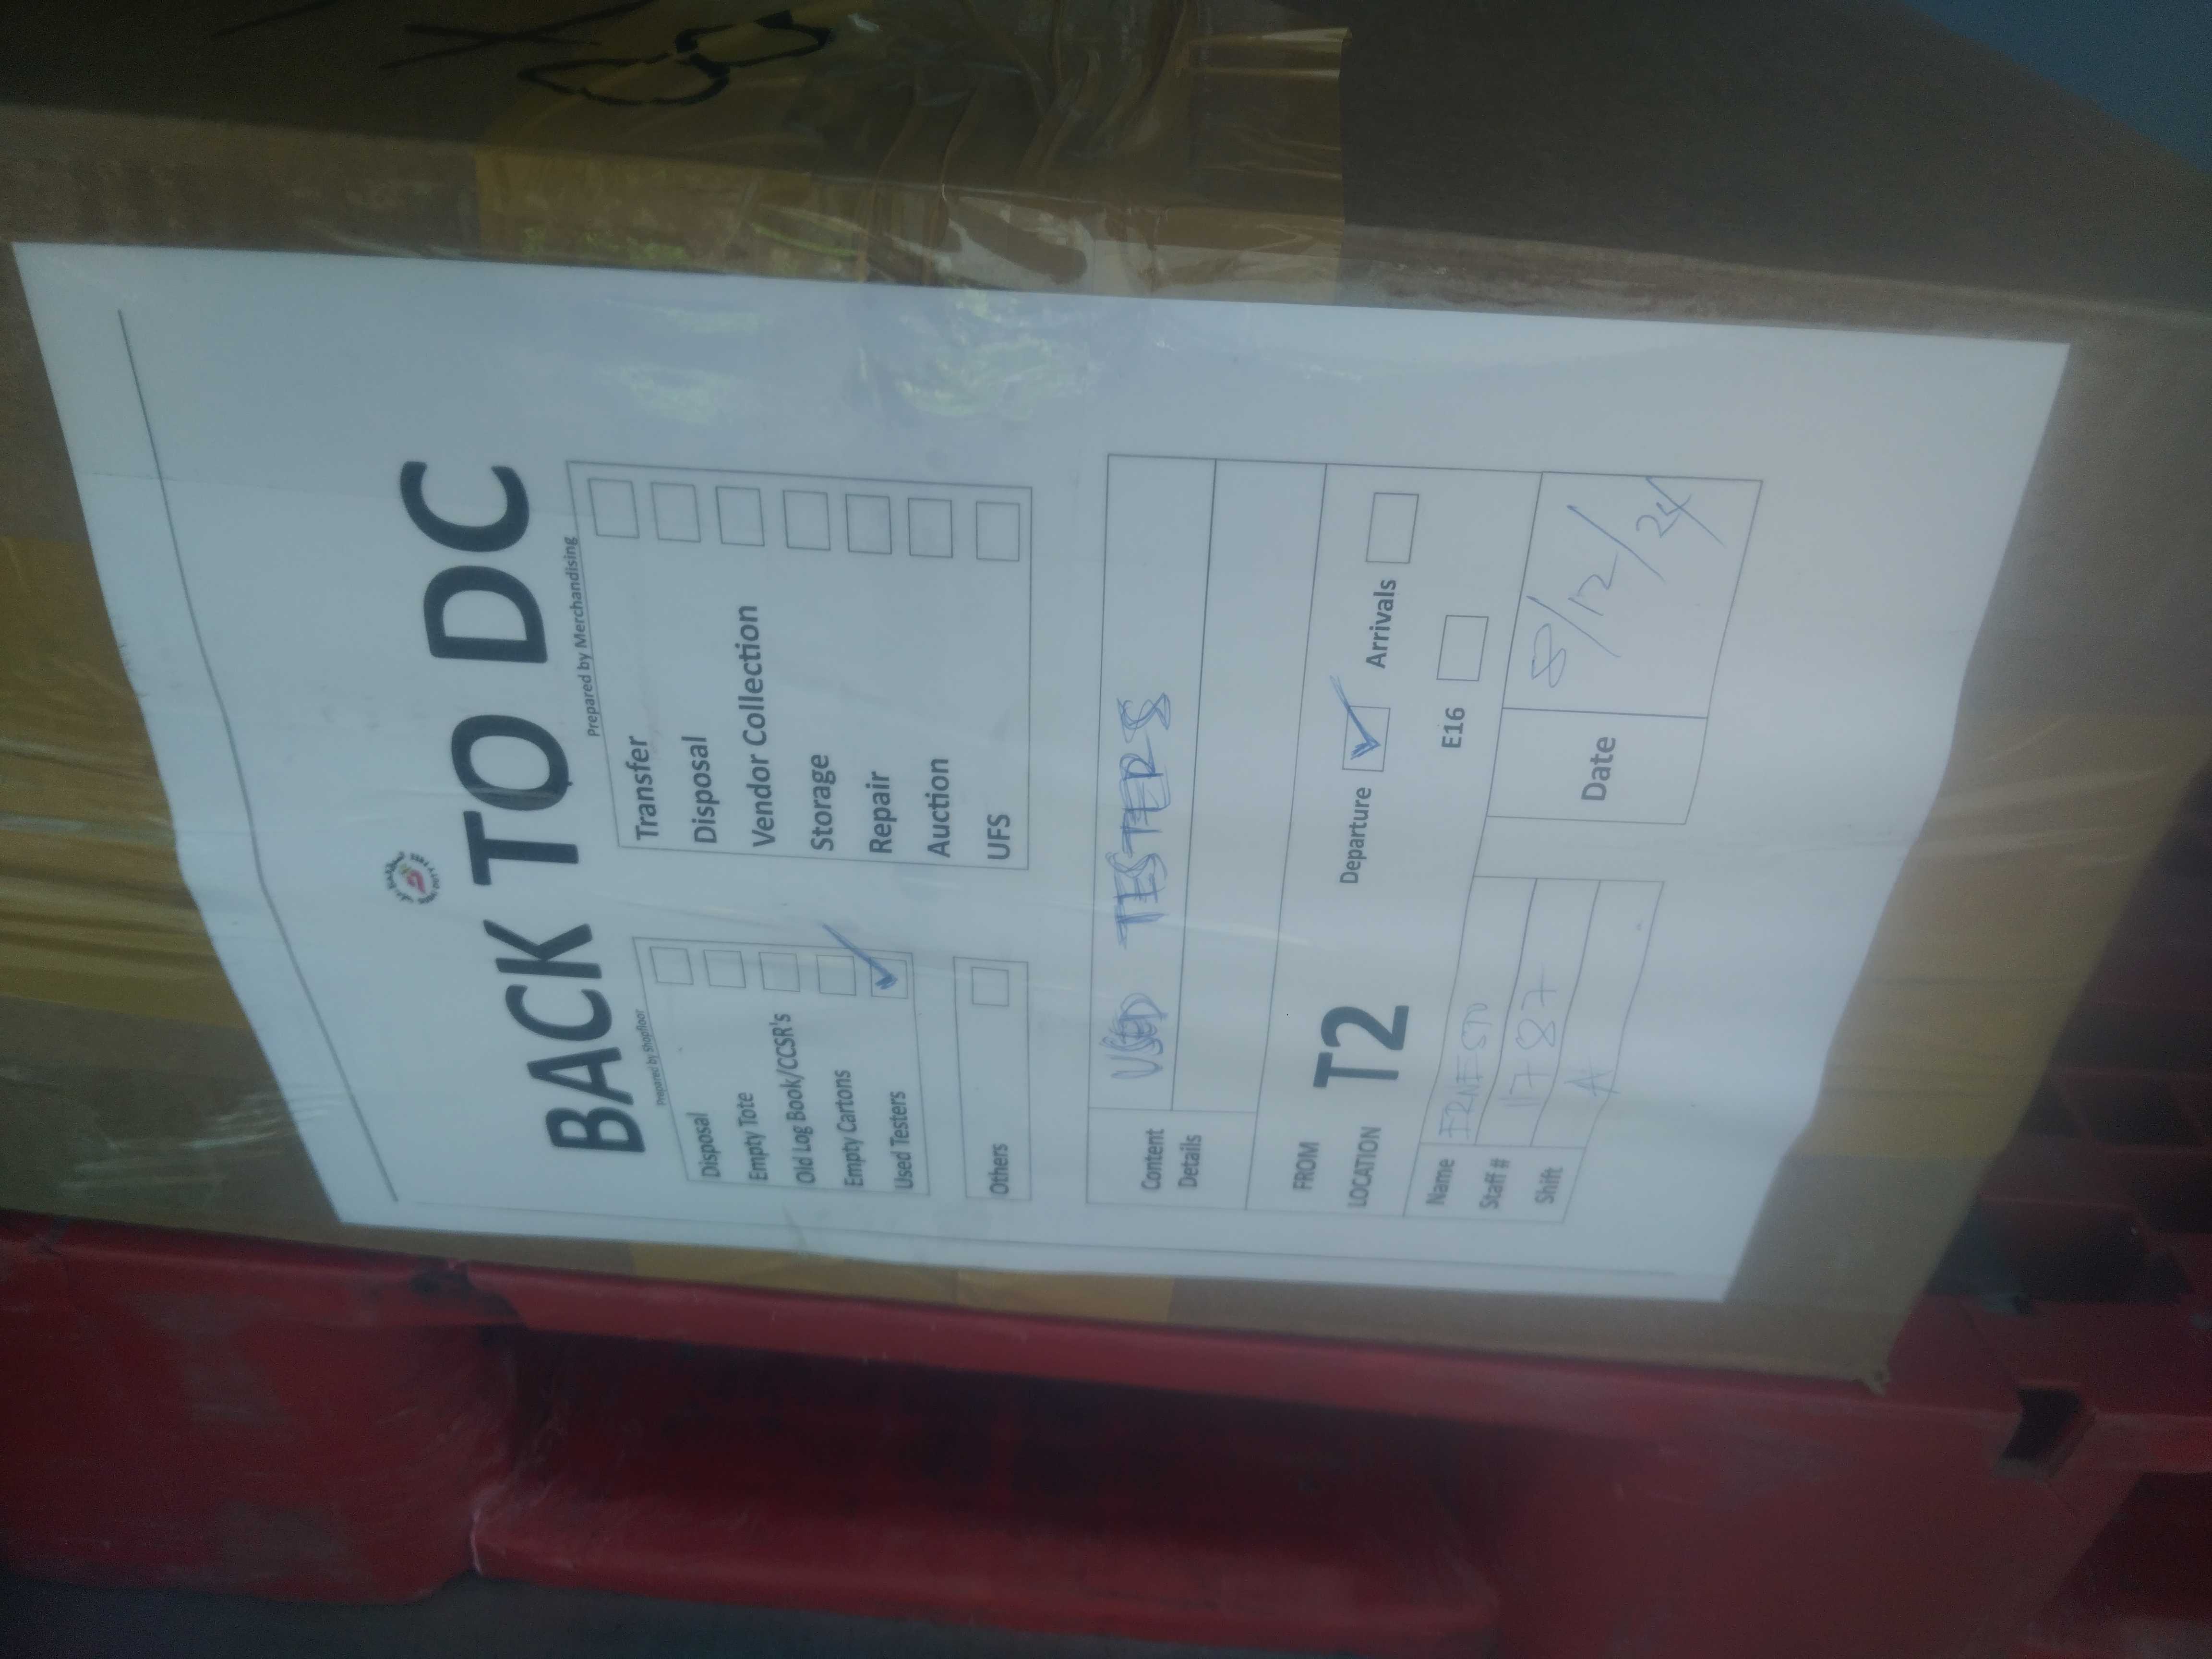 BACK TO DC
Prepared by Shopfloor
Disposal
Empty Tote
Old Log Book/CCSR's
Empty Cartons
Used Testers
Others
Prepared by Merchandising
Transfer
Disposal
Vendor Collection
Storage
Repair
Auction
UFS
Content Details USED TESTERS
FROM LOCATION T2 Departure Arrivals
E16
Name ERNESTO
Staff # 1787
Shift A
Date 8/12/24